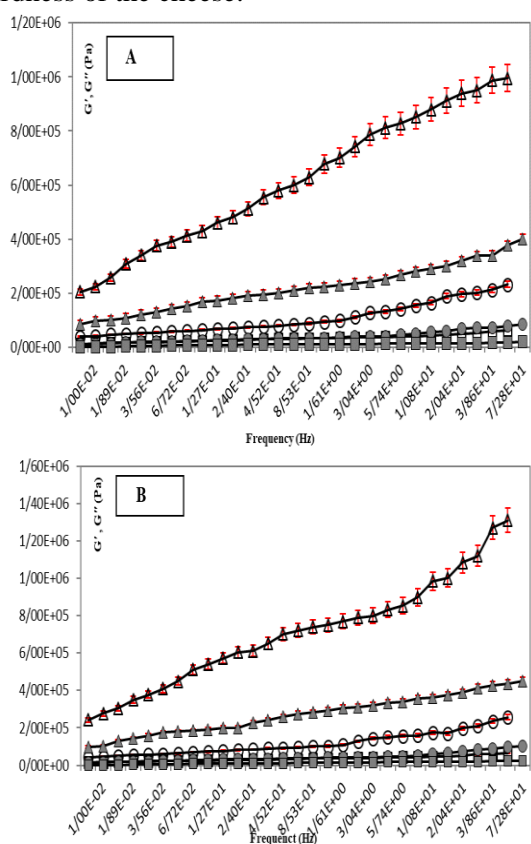 rdness of the cheese.
A
G′, G″ (Pa)
1/20E+06
1/00E+06
8/00E+05
6/00E+05
4/00E+05
2/00E+05
0/00E+00
1/00E-02
1/89E-02
3/56E-02
6/72E-02
1/27E-01
2/40E-01
4/52E-01
8/53E-01
1/61E+00
3/04E+00
5/74E+00
1/08E+01
2/04E+01
3/86E+01
7/28E+01
Frequency (Hz)
B
G′, G″ (Pa)
1/60E+06
1/40E+06
1/20E+06
1/00E+06
8/00E+05
6/00E+05
4/00E+05
2/00E+05
0/00E+00
1/00E-02
1/89E-02
3/56E-02
6/72E-02
1/27E-01
2/40E-01
4/52E-01
8/53E-01
1/61E+00
3/04E+00
5/74E+00
1/08E+01
2/04E+01
3/86E+01
7/28E+01
Frequenct (Hz)